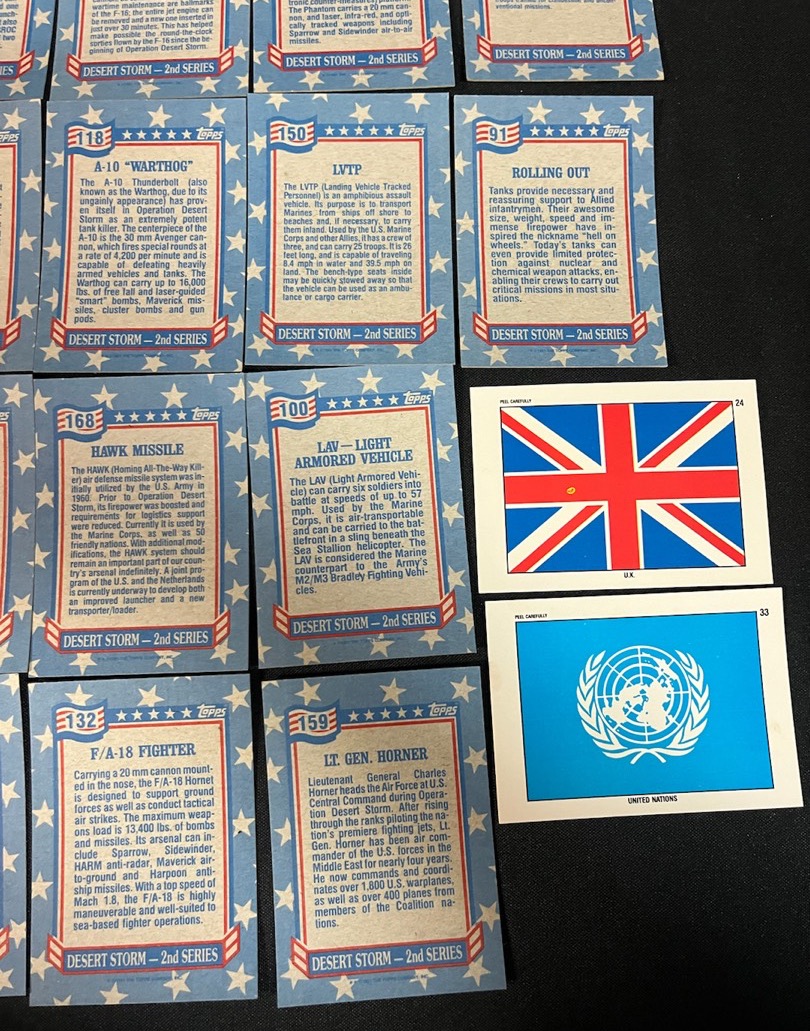 wartime maintenance are hallmarks
of the F-16; the entire jet engine can
be removed and a new one inserted in
just over 30 minutes. This has helped
make possible the round-the-clock
sorties flown by the F-16 since the be-
ginning of Operation Desert Storm.
DESERT STORM — 2nd SERIES
The Phantom carries a 20 mm can-
non, and laser, infra-red, and opti-
cally tracked weapons including
Sparrow and Sidewinder air-to-air
missiles.
DESERT STORM — 2nd SERIES
ventional missions.
DESERT STORM — 2nd SERIES
118
topps
A-10 "WARTHOG"
The A-10 Thunderbolt (also
known as the Warthog, due to its
ungainly appearance) has prov-
en itself in Operation Desert
Storm as an extremely potent
tank killer. The centerpiece of the
A-10 is the 30 mm Avenger can-
non, which fires special rounds at
a rate of 4,200 per minute and is
capable of defeating heavily
armed vehicles and tanks. The
Warthog can carry up to 16,000
lbs. of free fall and laser-guided
"smart" bombs, Maverick mis-
siles, cluster bombs and gun
pods.
DESERT STORM — 2nd SERIES
150
topps
LVTP
The LVTP (Landing Vehicle Tracked
Personnel) is an amphibious assault
vehicle. Its purpose is to transport
Marines from ships off shore to
beaches and, if necessary, to carry
them inland. Used by the U.S. Marine
Corps and other Allies, it has a crew of
three, and can carry 25 troops. It is 26
feet long, and is capable of traveling
8.4 mph in water and 39.5 mph on
land. The bench-type seats inside
may be quickly stowed away so that
the vehicle can be used as an ambu-
lance or cargo carrier.
DESERT STORM — 2nd SERIES
91
topps
ROLLING OUT
Tanks provide necessary and
reassuring support to Allied
infantrymen. Their awesome
size, weight, speed and im-
mense firepower have in-
spired the nickname "hell on
wheels." Today's tanks can
even provide limited protec-
tion against nuclear and
chemical weapon attacks, en-
abling their crews to carry out
critical missions in most situ-
ations.
DESERT STORM — 2nd SERIES
168
topps
HAWK MISSILE
The HAWK (Homing All-The-Way Kill-
er) air defense missile system was in-
itially utilized by the U.S. Army in
1960. Prior to Operation Desert
Storm, its firepower was boosted and
requirements for logistics support
were reduced. Currently it is used by
the Marine Corps, as well as 50
friendly nations. With additional mod-
ifications, the HAWK system should
remain an important part of our coun-
try's arsenal indefinitely. A joint pro-
gram of the U.S. and the Netherlands
is currently underway to develop both
an improved launcher and a new
transporter/loader.
DESERT STORM — 2nd SERIES
100
topps
LAV — LIGHT
ARMORED VEHICLE
The LAV (Light Armored Vehi-
cle) can carry six soldiers into
battle at speeds of up to 57
mph. Used by the Marine
Corps, it is air-transportable
and can be carried to the bat-
tlefront in a sling beneath the
Sea Stallion helicopter. The
LAV is considered the Marine
counterpart to the Army's
M2/M3 Bradley Fighting Vehi-
cles.
DESERT STORM — 2nd SERIES
PEEL CAREFULLY
24
U.K.
PEEL CAREFULLY
33
UNITED NATIONS
132
topps
F/A-18 FIGHTER
Carrying a 20 mm cannon mount-
ed in the nose, the F/A-18 Hornet
is designed to support ground
forces as well as conduct tactical
air strikes. The maximum weap-
ons load is 13,400 lbs. of bombs
and missiles. Its arsenal can in-
clude Sparrow, Sidewinder,
HARM anti-radar, Maverick air-
to-ground and Harpoon anti-
ship missiles. With a top speed of
Mach 1.8, the F/A-18 is highly
maneuverable and well-suited to
sea-based fighter operations.
DESERT STORM — 2nd SERIES
159
topps
LT. GEN. HORNER
Lieutenant General Charles
Horner heads the Air Force at U.S.
Central Command during Opera-
tion Desert Storm. After rising
through the ranks piloting the na-
tion's premiere fighting jets, Lt.
Gen. Horner has been air com-
mander of the U.S. forces in the
Middle East for nearly four years.
He now commands and coordi-
nates over 1,800 U.S. warplanes,
as well as over 400 planes from
members of the Coalition na-
tions.
DESERT STORM — 2nd SERIES